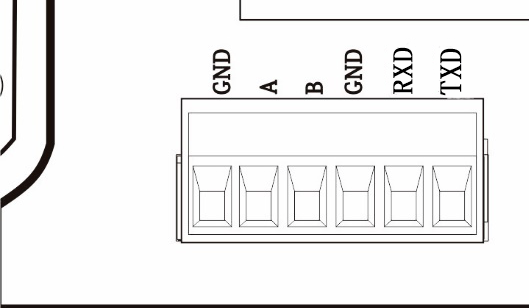 GND A B GND RXD TXD